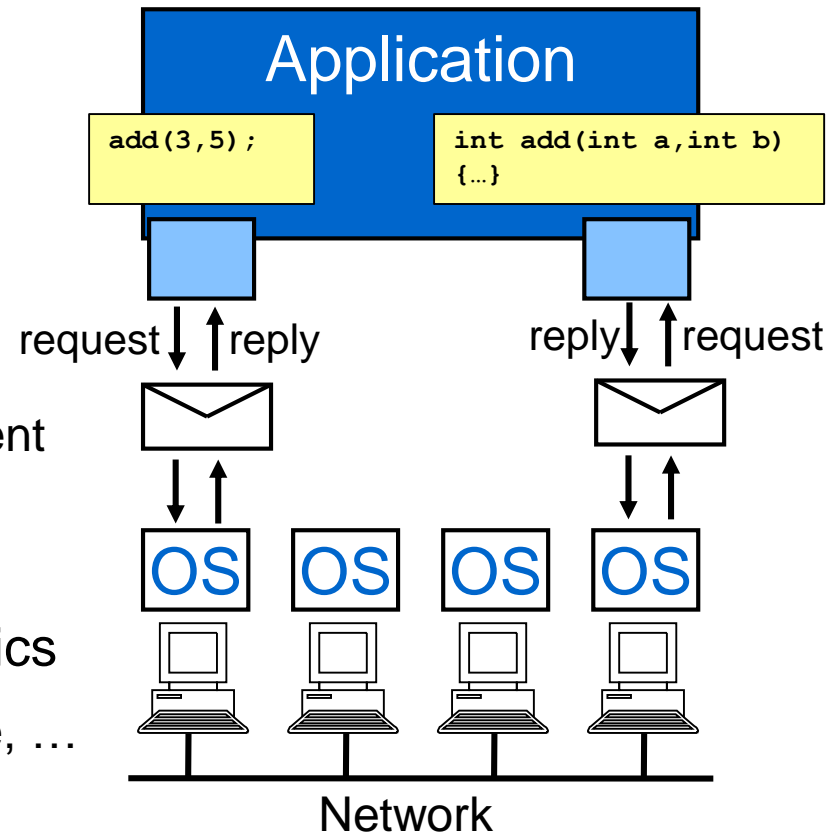 Application
add(3,5);
int add(int a,int b)
{…}
request
reply
reply
request
ent
OS
OS
OS
OS
ics
, …
Network